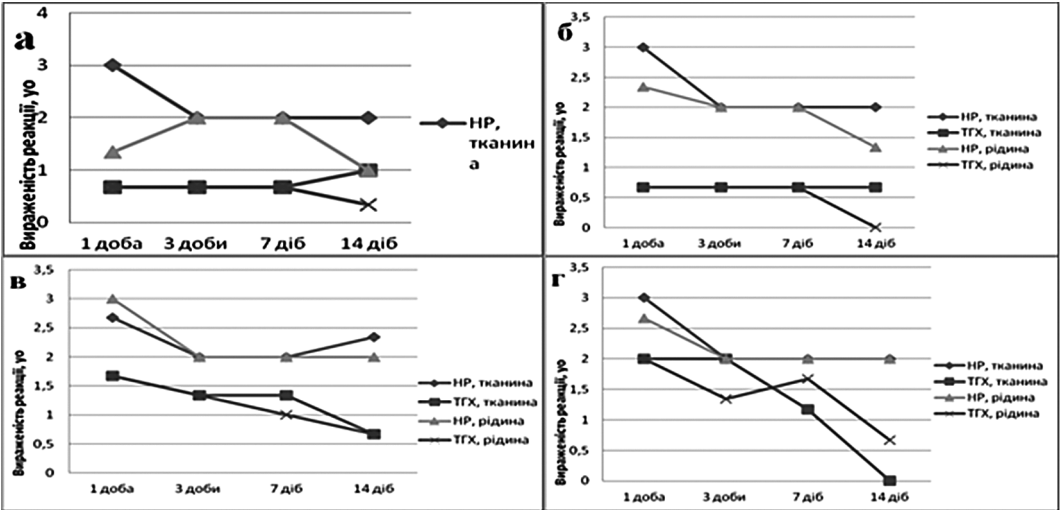 а
Вираженість реакції, уо
4
3
2
1
0
1 доба 3 доби 7 діб 14 діб
НР,
тканин
а
б
Вираженість реакції, уо
3,5
3
2,5
2
1,5
1
0,5
0
1 доба 3 доби 7 діб 14 діб
НР, тканина
ТГХ, тканина
НР, рідина
ТГХ, рідина
в
Вираженість реакції, уо
3,5
3
2,5
2
1,5
1
0,5
0
1 доба 3 доби 7 діб 14 діб
НР, тканина
ТГХ, тканина
НР, рідина
ТГХ, рідина
г
Вираженість реакції, уо
3,5
3
2,5
2
1,5
1
0,5
0
1 доба 3 доби 7 діб 14 діб
НР, тканина
ТГХ, тканина
НР, рідина
ТГХ, рідина